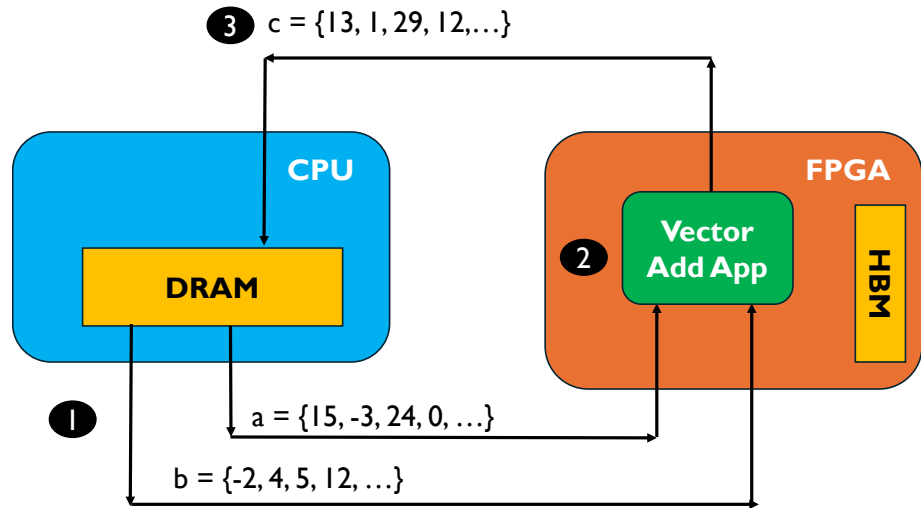 3 c = {13, 1, 29, 12,...}
CPU
FPGA
Vector
Add App
2
HBM
DRAM
1
a = {15, -3, 24, 0, ...}
b = {-2, 4, 5, 12, ...}